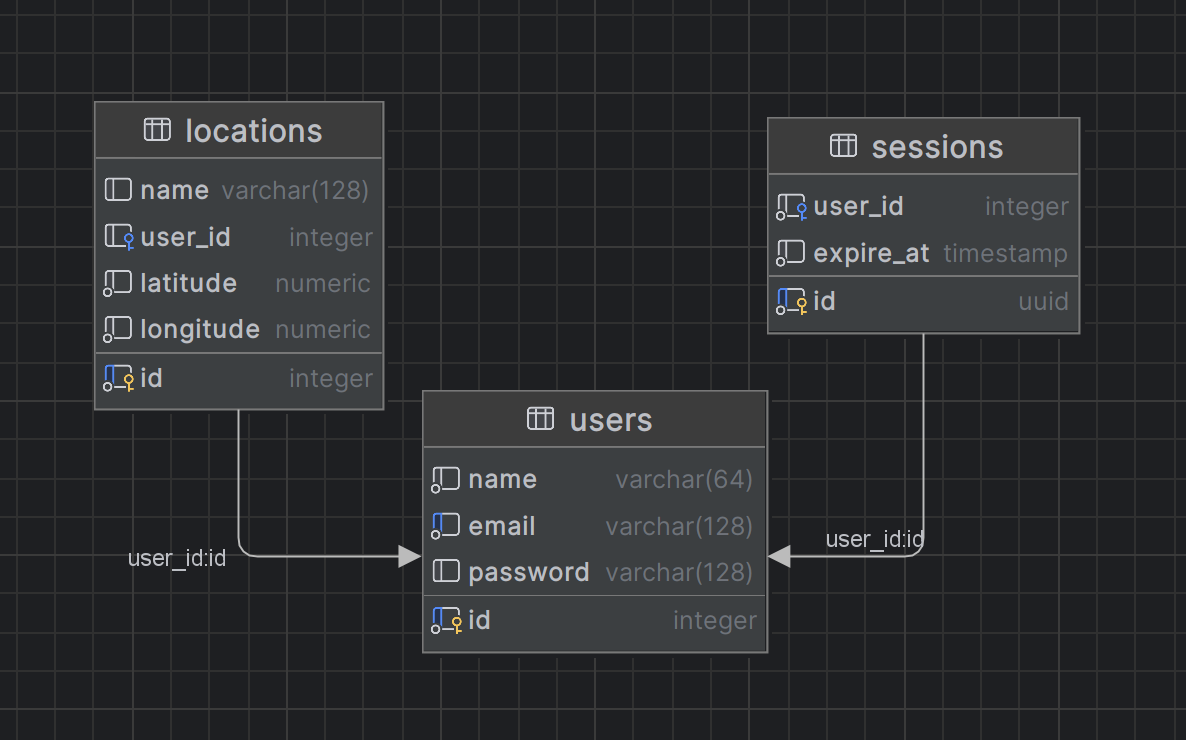 locations
name varchar(128)
user_id integer
latitude numeric
longitude numeric
id integer
sessions
user_id integer
expire_at timestamp
id uuid
users
name varchar(64)
email varchar(128)
password varchar(128)
id integer
user_id:id
user_id:id